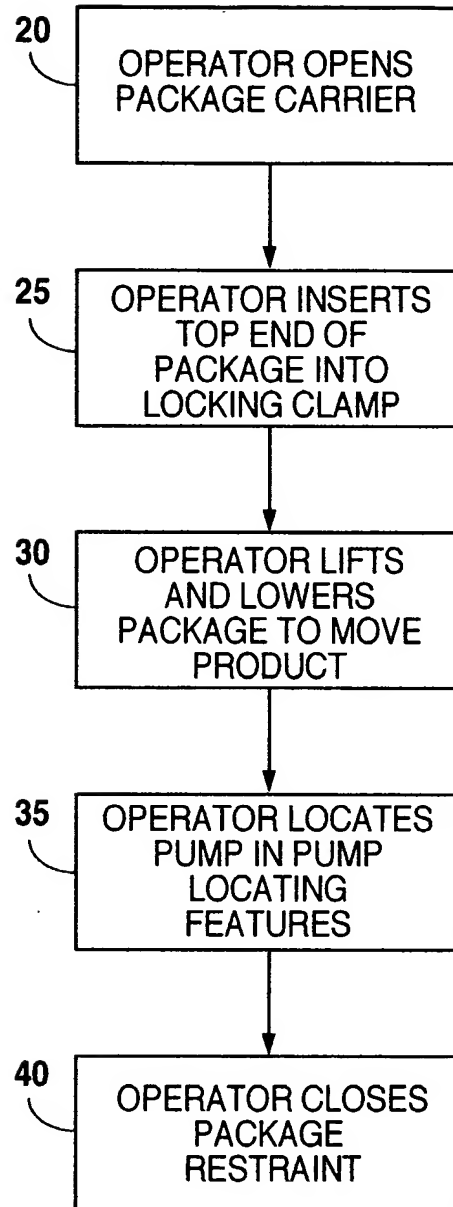 20
OPERATOR OPENS
PACKAGE CARRIER
25
OPERATOR INSERTS
TOP END OF
PACKAGE INTO
LOCKING CLAMP
30
OPERATOR LIFTS
AND LOWERS
PACKAGE TO MOVE
PRODUCT
35
OPERATOR LOCATES
PUMP IN PUMP
LOCATING
FEATURES
40
OPERATOR CLOSES
PACKAGE
RESTRAINT